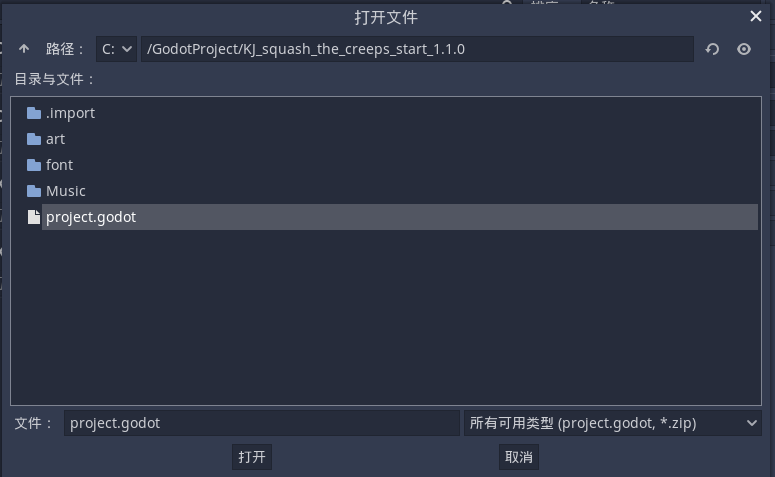 打开文件
路径： C: /GodotProject/KJ_squash_the_creeps_start_1.1.0
目录与文件：
.import
art
font
Music
project.godot
文件： project.godot 所有可用类型 (project.godot, *.zip)
打开 取消